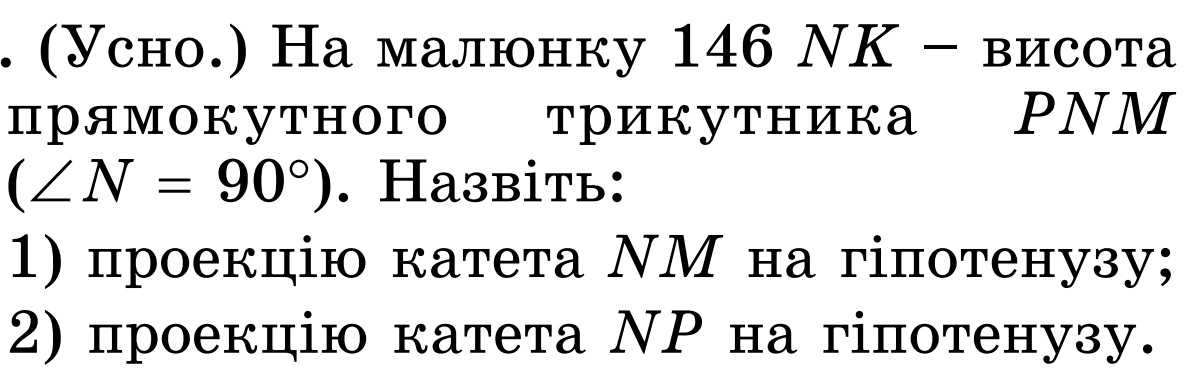 . (Усно.) На малюнку 146 NK – висота
прямокутного трикутника PNM
(∠N = 90°). Назвіть:
1) проекцію катета NM на гіпотенузу;
2) проекцію катета NP на гіпотенузу.